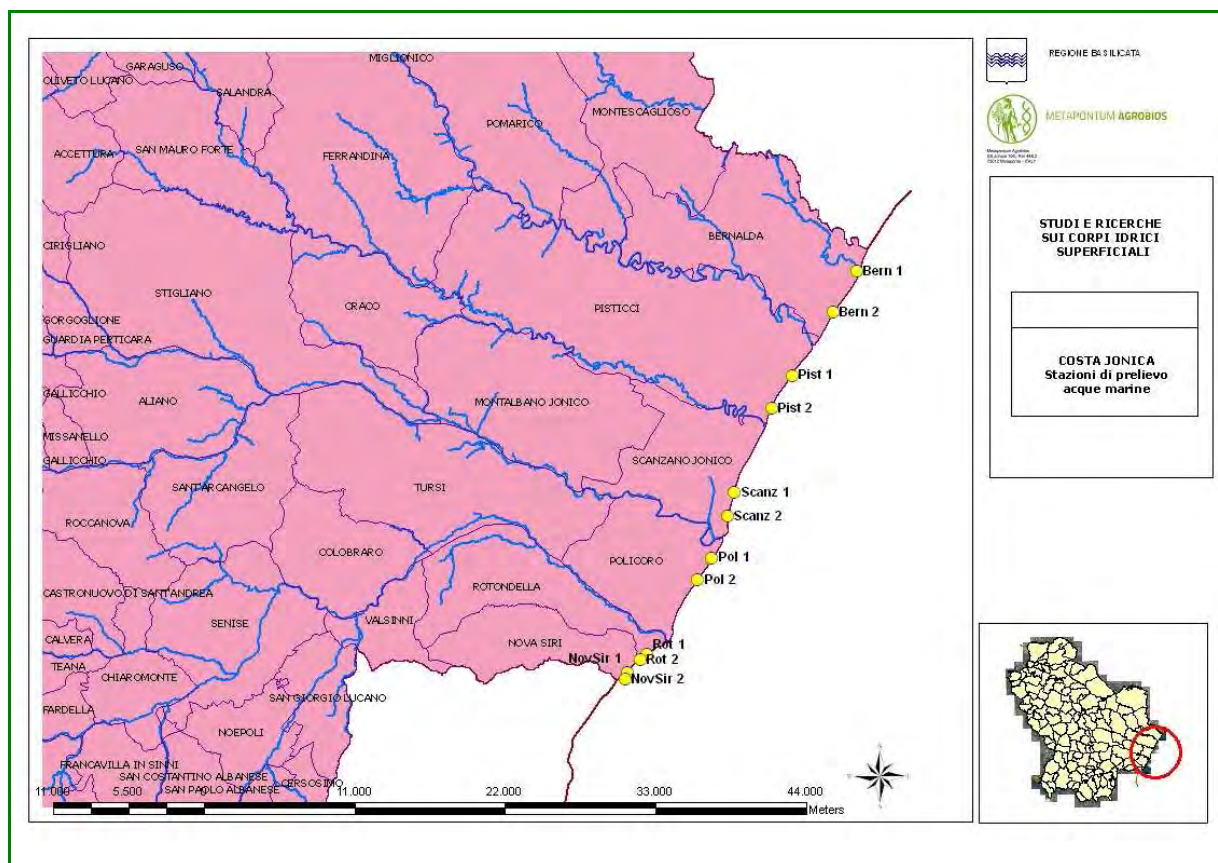 MIGLIONICO
GARAGUSO
OLIVETO LUCANO
SALANDRA
MONTESCAGLIOSO
POMARICO
SAN MAURO FORTE
FERRANDINA
ACCETTURA
BERNALDA
CIRIGLIANO
Bern 1
STIGLIANO
CRACO
PISTICCI
Bern 2
GORGOGLIONE
GUARDIA PERTICARA
Pist 1
GALLICCHIO
ALIANO
MONTALBANO JONICO
Pist 2
MISSANELLO
GALLICCHIO
SCANZANO JONICO
SANT'ARCANGELO
TURSI
Scanz 1
Scanz 2
ROCCANOVA
COLOBRARO
POLICORO
Pol 1
Pol 2
CASTRONUOVO DI SANT'ANDREA
ROTONDELLA
SENISE
VALSINNI
CALVERA
NOVA SIRI
Rot 1
TEANA
NovSir 1
Rot 2
CHIAROMONTE
NovSir 2
SAN GIORGIO LUCANO
FARDELLA
NOEPOLI
FRANCAVILLA IN SINNI
SAN COSTANTINO ALBANESE
CERSOSIMO
SAN PAOLO ALBANESE
11.000 5.500 0 11.000 22.000 33.000 44.000
Meters
REGIONE BASILICATA
METAPONTUM AGROBIOS
Metapontum Agrobios
STUDI E RICERCHE
SUI CORPI IDRICI
SUPERFICIALI
COSTA JONICA
Stazioni di prelievo
acque marine